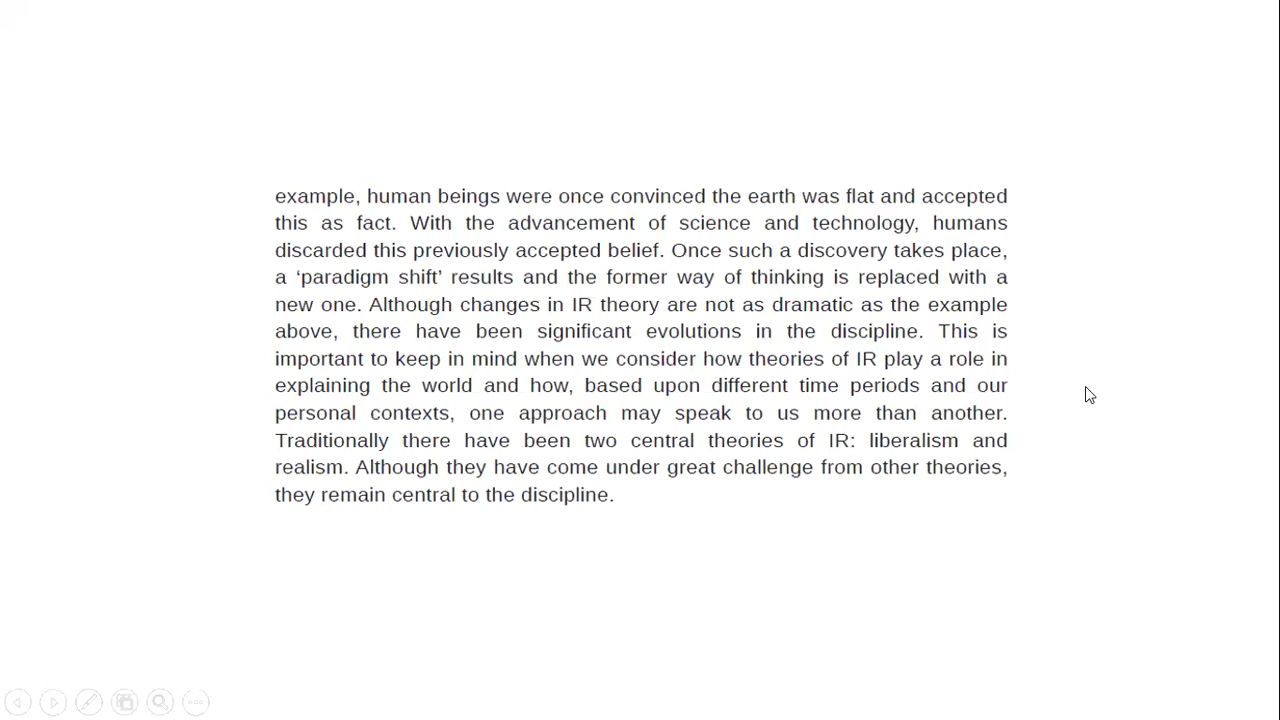 example, human beings were once convinced the earth was flat and accepted
this as fact. With the advancement of science and technology, humans
discarded this previously accepted belief. Once such a discovery takes place,
a ‘paradigm shift’ results and the former way of thinking is replaced with a
new one. Although changes in IR theory are not as dramatic as the example
above, there have been significant evolutions in the discipline. This is
important to keep in mind when we consider how theories of IR play a role in
explaining the world and how, based upon different time periods and our
personal contexts, one approach may speak to us more than another.
Traditionally there have been two central theories of IR: liberalism and
realism. Although they have come under great challenge from other theories,
they remain central to the discipline.